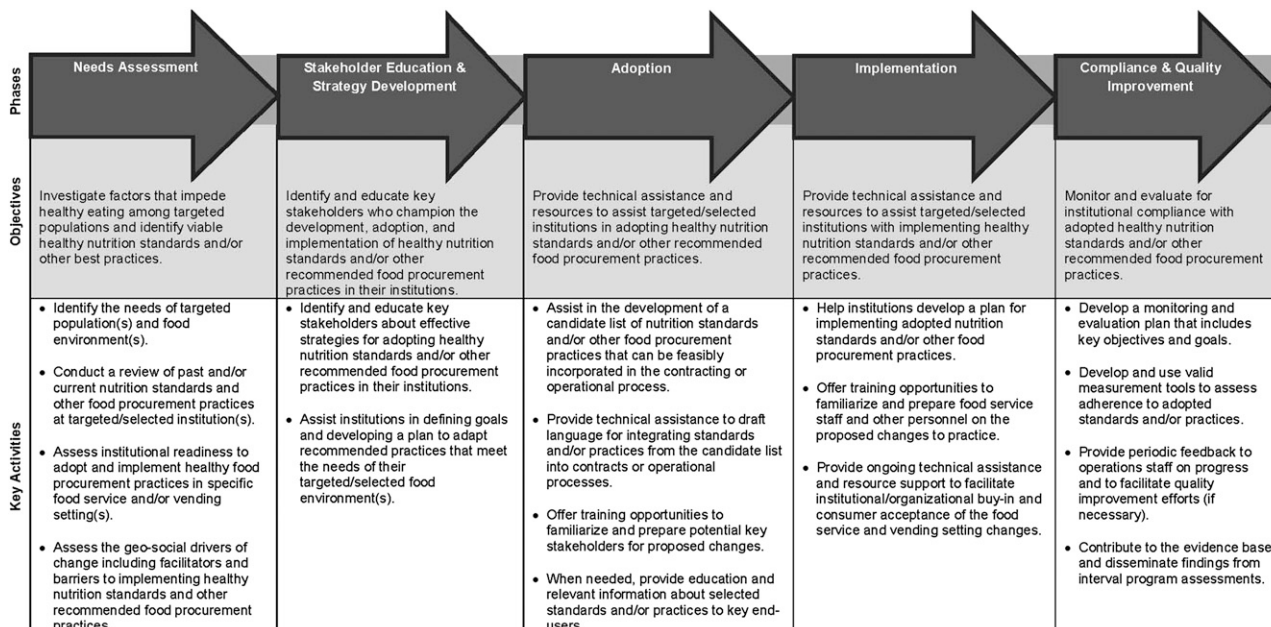 Phases
Needs Assessment
Stakeholder Education &
Strategy Development
Adoption
Implementation
Compliance & Quality
Improvement
Objectives
Investigate factors that impede
healthy eating among targeted
populations and identify viable
healthy nutrition standards and/or
other best practices.
Identify and educate key
stakeholders who champion the
development, adoption, and
implementation of healthy nutrition
standards and/or other
recommended food procurement
practices in their institutions.
Provide technical assistance and
resources to assist targeted/selected
institutions in adopting healthy nutrition
standards and/or other recommended
food procurement practices.
Provide technical assistance and
resources to assist targeted/selected
institutions with implementing healthy
nutrition standards and/or other
recommended food procurement
practices.
Monitor and evaluate for
institutional compliance with
adopted healthy nutrition
standards and/or other
recommended food procurement
practices.
Key Activities
• Identify the needs of targeted
population(s) and food
environment(s).
• Conduct a review of past and/or
current nutrition standards and
other food procurement practices
at targeted/selected institution(s).
• Assess institutional readiness to
adopt and implement healthy food
procurement practices in specific
food service and/or vending
setting(s).
• Assess the geo-social drivers of
change including facilitators and
barriers to implementing healthy
nutrition standards and other
recommended food procurement
practices.
• Identify and educate key
stakeholders about effective
strategies for adopting healthy
nutrition standards and/or other
recommended food procurement
practices in their institutions.
• Assist institutions in defining goals
and developing a plan to adapt
recommended practices that meet
the needs of their
targeted/selected food
environment(s).
• Assist in the development of a
candidate list of nutrition standards
and/or other food procurement
practices that can be feasibly
incorporated in the contracting or
operational process.
• Provide technical assistance to draft
language for integrating standards
and/or practices from the candidate list
into contracts or operational
processes.
• Offer training opportunities to
familiarize and prepare potential key
stakeholders for proposed changes.
• When needed, provide education and
relevant information about selected
standards and/or practices to key end-
users.
• Help institutions develop a plan for
implementing adopted nutrition
standards and/or other food
procurement practices.
• Offer training opportunities to
familiarize and prepare food service
staff and other personnel on the
proposed changes to practice.
• Provide ongoing technical assistance
and resource support to facilitate
institutional/organizational buy-in and
consumer acceptance of the food
service and vending setting changes.
• Develop a monitoring and
evaluation plan that includes
key objectives and goals.
• Develop and use valid
measurement tools to assess
adherence to adopted
standards and/or practices.
• Provide periodic feedback to
operations staff on progress
and to facilitate quality
improvement efforts (if
necessary).
• Contribute to the evidence base
and disseminate findings from
interval program assessments.